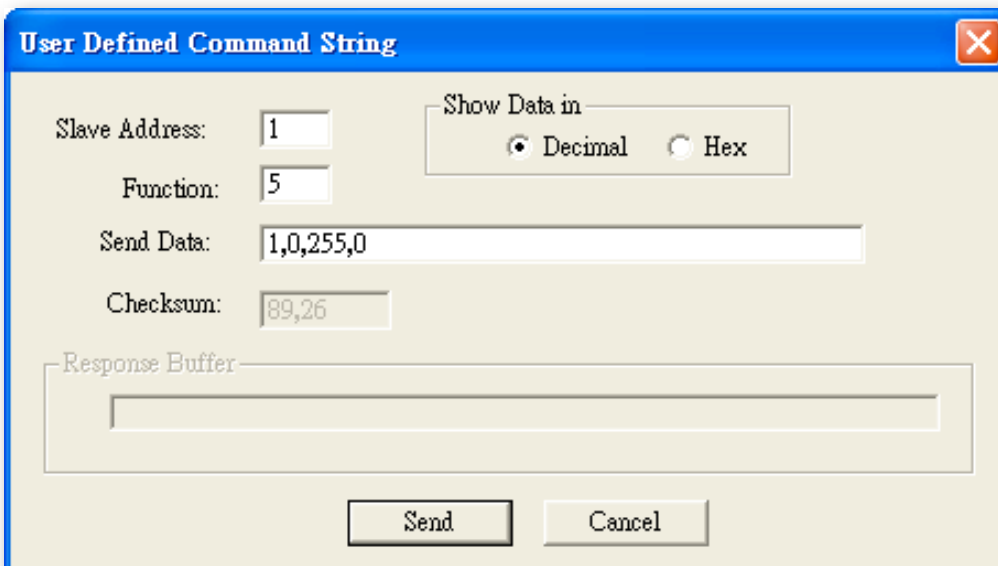 User Defined Command String
Slave Address: 1
Show Data in
Decimal Hex
Function: 5
Send Data: 1,0,255,0
Checksum: 89,26
Response Buffer
Send Cancel